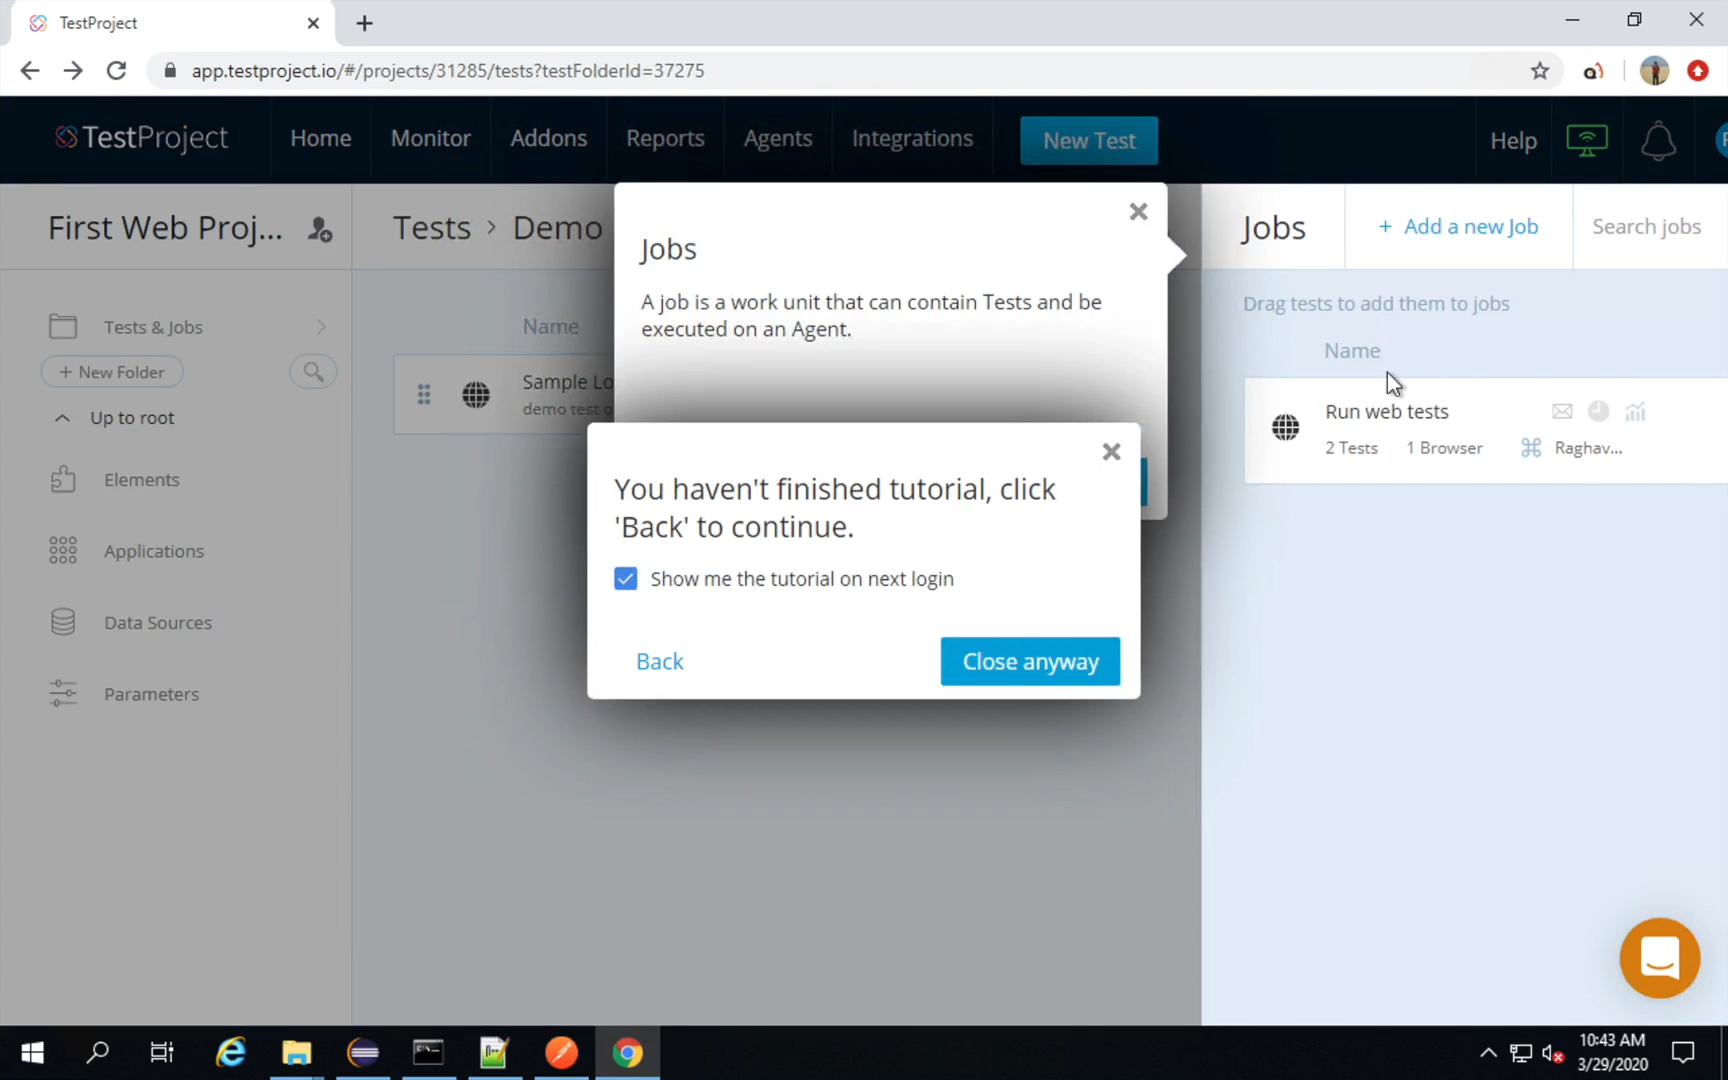 TestProject
app.testproject.io/#/projects/31285/tests?testFolderId=37275
TestProject
Home
Monitor
Addons
Reports
Agents
Integrations
New Test
Help
First Web Proj...
Tests > Demo
Jobs
+ Add a new Job
Search jobs
Jobs
A job is a work unit that can contain Tests and be
executed on an Agent.
Drag tests to add them to jobs
Tests & Jobs
+ New Folder
Up to root
Elements
Applications
Data Sources
Parameters
Name
Sample Lo
demo test o
Name
Run web tests
2 Tests
1 Browser
Raghav...
You haven't finished tutorial, click
'Back' to continue.
Show me the tutorial on next login
Back
Close anyway
10:43 AM
3/29/2020